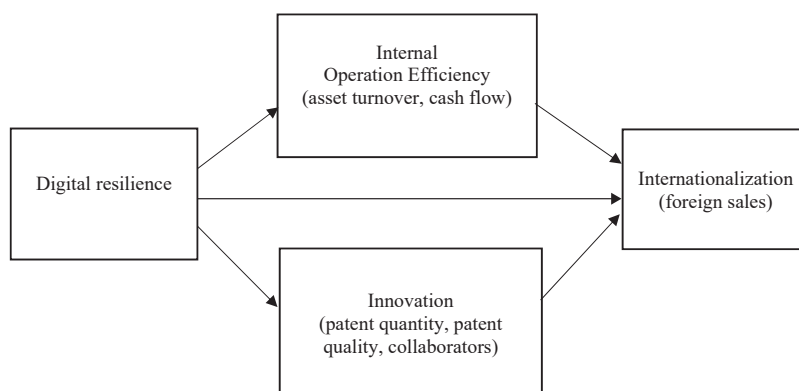 Internal
Operation Efficiency
(asset turnover, cash flow)
Digital resilience
Internationalization
(foreign sales)
Innovation
(patent quantity, patent
quality, collaborators)